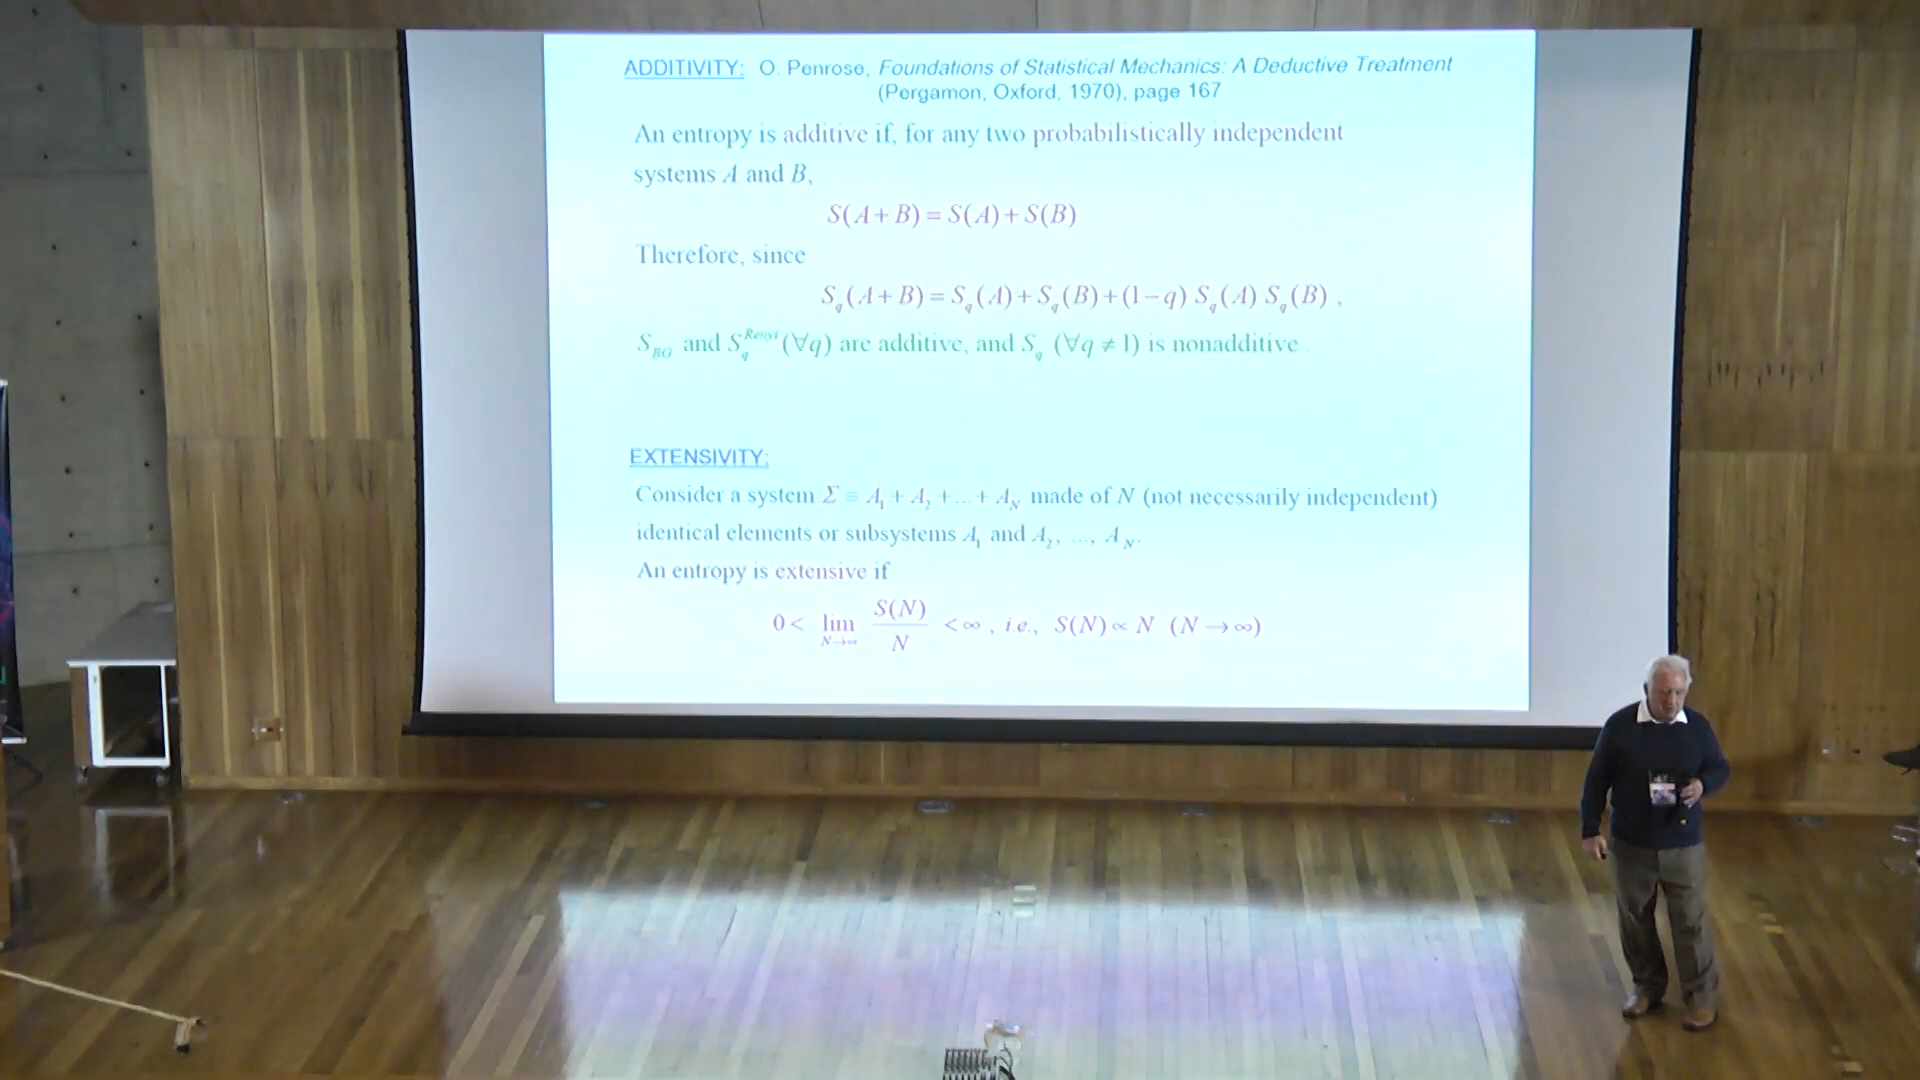 ADDITIVITY: O. Penrose, Foundations of Statistical Mechanics: A Deductive Treatment
(Pergamon, Oxford, 1970), page 167
An entropy is additive if, for any two probabilistically independent
systems A and B,
S(A+B) = S(A) + S(B)
Therefore, since
S_q(A+B) = S_q(A) + S_q(B) + (1−q) S_q(A) S_q(B) ,
S_BG and S_q^Renyi (∀q) are additive, and S_q (∀q ≠ 1) is nonadditive .
EXTENSIVITY:
Consider a system Σ ≡ A_1 + A_2 + ... + A_N made of N (not necessarily independent)
identical elements or subsystems A_1 and A_2, ..., A_N.
An entropy is extensive if
0 < lim_{N→∞} S(N)/N < ∞ , i.e., S(N) ∝ N (N → ∞)